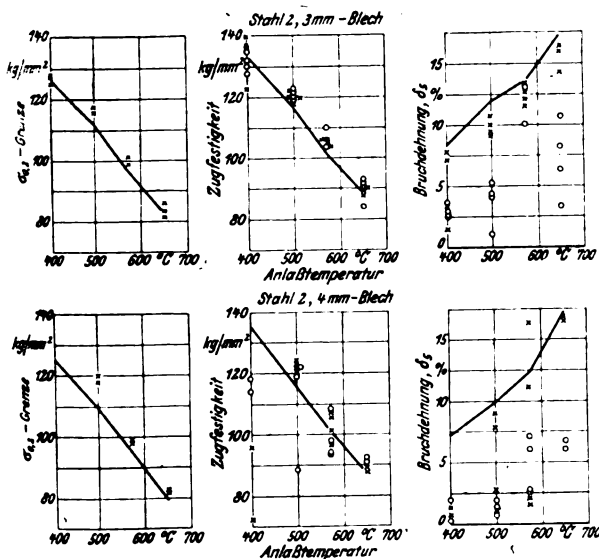 Stahl 2, 3mm-Blech
140
kg/mm²
120
100
80
σ0,2-Grenze
400 500 °C 700
140
kg/mm²
120
100
80
Zugfestigkeit
400 500 °C 700
15
%
10
5
0
Bruchdehnung, δ5
400 500 600 °C 700
Anlaßtemperatur
Stahl 2, 4mm-Blech
140
kg/mm²
120
100
80
σ0,2-Grenze
400 500 600 °C 700
140
kg/mm²
120
100
80
Zugfestigkeit
400 500 600 °C 700
15
%
10
5
0
Bruchdehnung, δ5
400 500 600 °C 700
Anlaßtemperatur